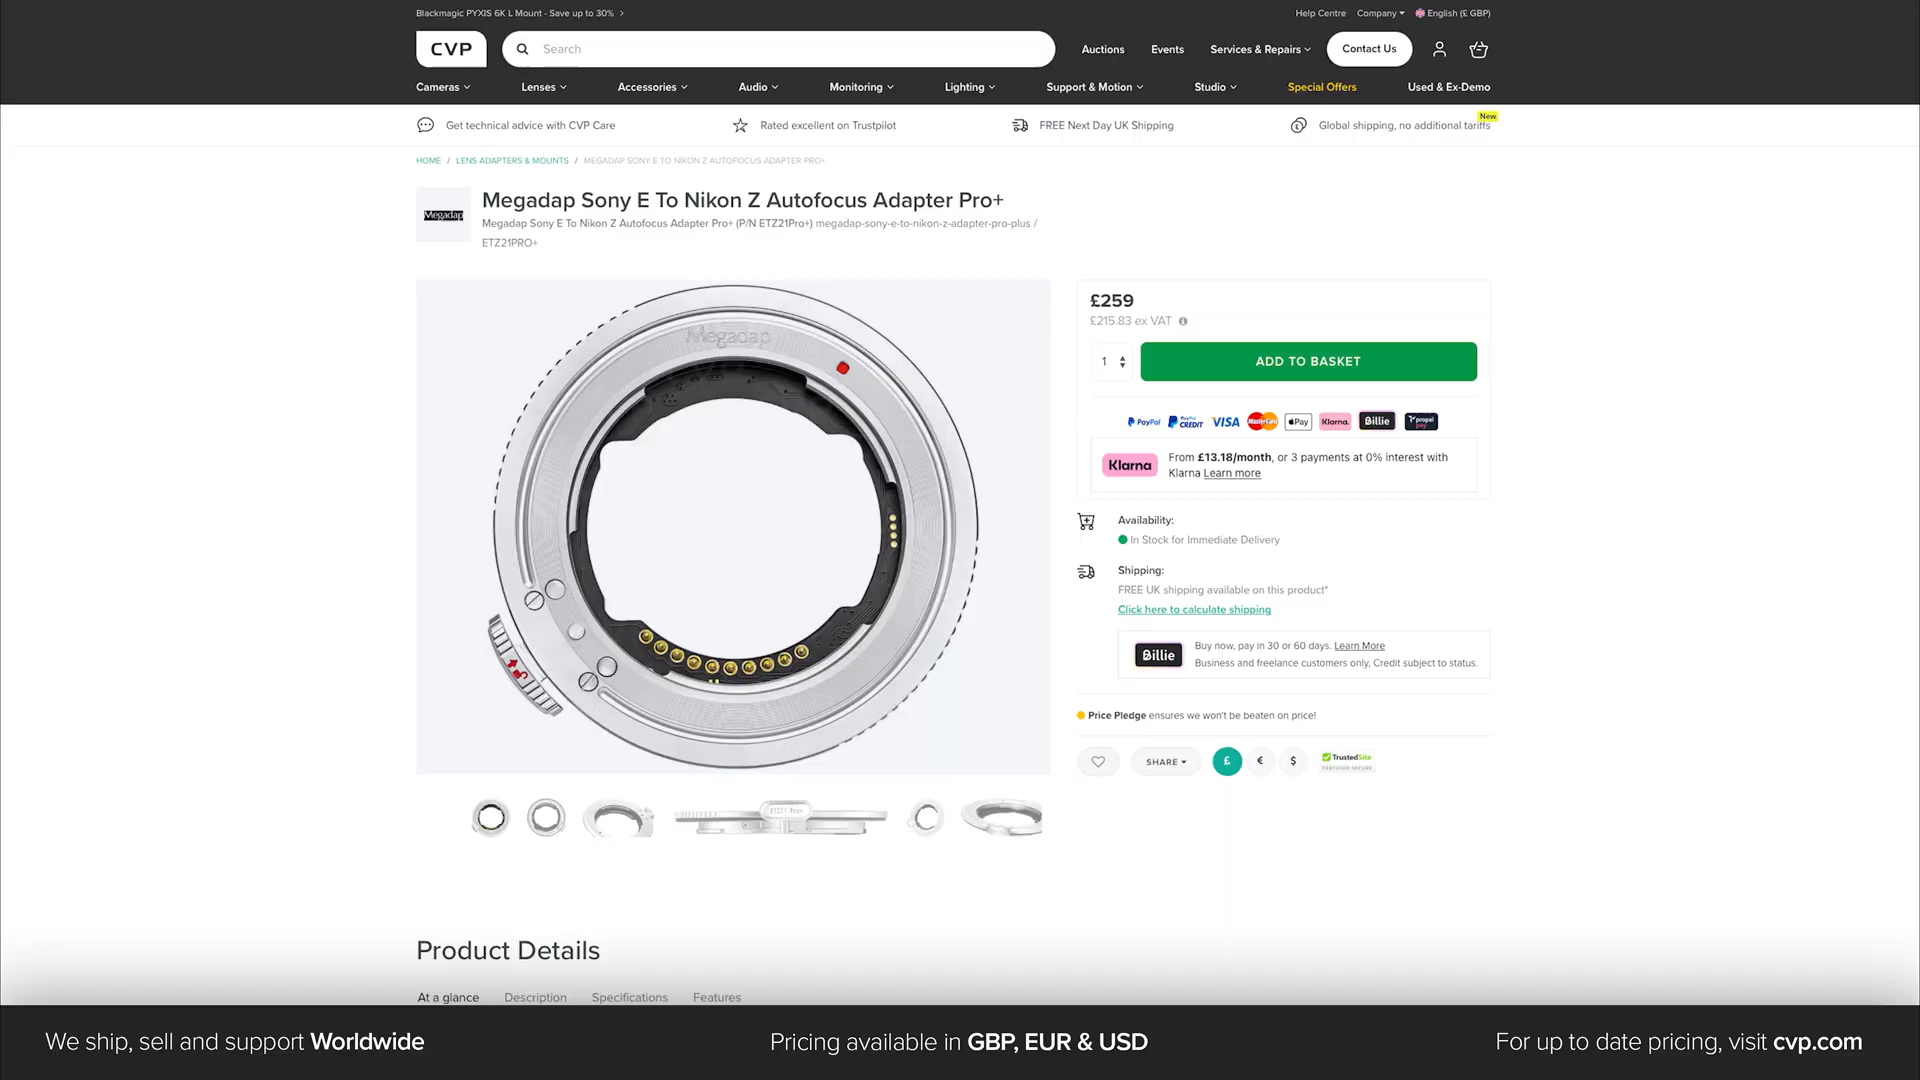 Blackmagic PYXIS 6K L Mount - Save up to 30%
Help Centre Company English (£ GBP)
CVP
Search
Auctions Events Services & Repairs Contact Us
Cameras Lenses Accessories Audio Monitoring Lighting Support & Motion Studio Special Offers Used & Ex-Demo
Get technical advice with CVP Care
Rated excellent on Trustpilot
FREE Next Day UK Shipping
Global shipping, no additional tariffs
New
HOME / LENS ADAPTERS & MOUNTS / MEGADAP SONY E TO NIKON Z AUTOFOCUS ADAPTER PRO+
Megadap
Megadap Sony E To Nikon Z Autofocus Adapter Pro+
Megadap Sony E To Nikon Z Autofocus Adapter Pro+ (P/N ETZ21Pro+) megadap-sony-e-to-nikon-z-adapter-pro-plus /
ETZ21PRO+
Megadap
£259
£215.83 ex VAT
1
ADD TO BASKET
PayPal PayPal CREDIT VISA MasterCard Pay Klarna. Billie propel pay
Klarna
From £13.18/month, or 3 payments at 0% interest with
Klarna Learn more
Availability:
In Stock for Immediate Delivery
Shipping:
FREE UK shipping available on this product*
Click here to calculate shipping
Billie
Buy now, pay in 30 or 60 days. Learn More
Business and freelance customers only, Credit subject to status.
Price Pledge ensures we won't be beaten on price!
SHARE
£ € $
TrustedSite
CERTIFIED SECURE
ETZ21 Pro+
Product Details
At a glance Description Specifications Features
We ship, sell and support Worldwide
Pricing available in GBP, EUR & USD
For up to date pricing, visit cvp.com